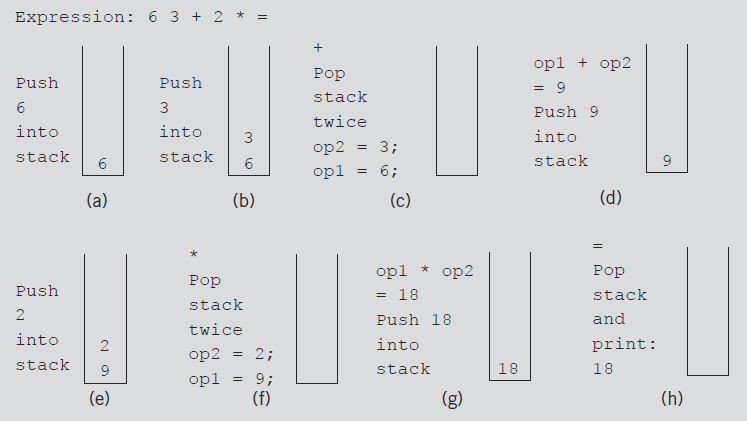 Expression: 6 3 + 2 * =
Push
6
into
stack
6
(a)
Push
3
into
stack
3
6
(b)
+
Pop
stack
twice
op2 = 3;
op1 = 6;
(c)
op1 + op2
= 9
Push 9
into
stack
9
(d)
Push
2
into
stack
2
9
(e)
*
Pop
stack
twice
op2 = 2;
op1 = 9;
(f)
op1 * op2
= 18
Push 18
into
stack
18
(g)
=
Pop
stack
and
print:
18
(h)